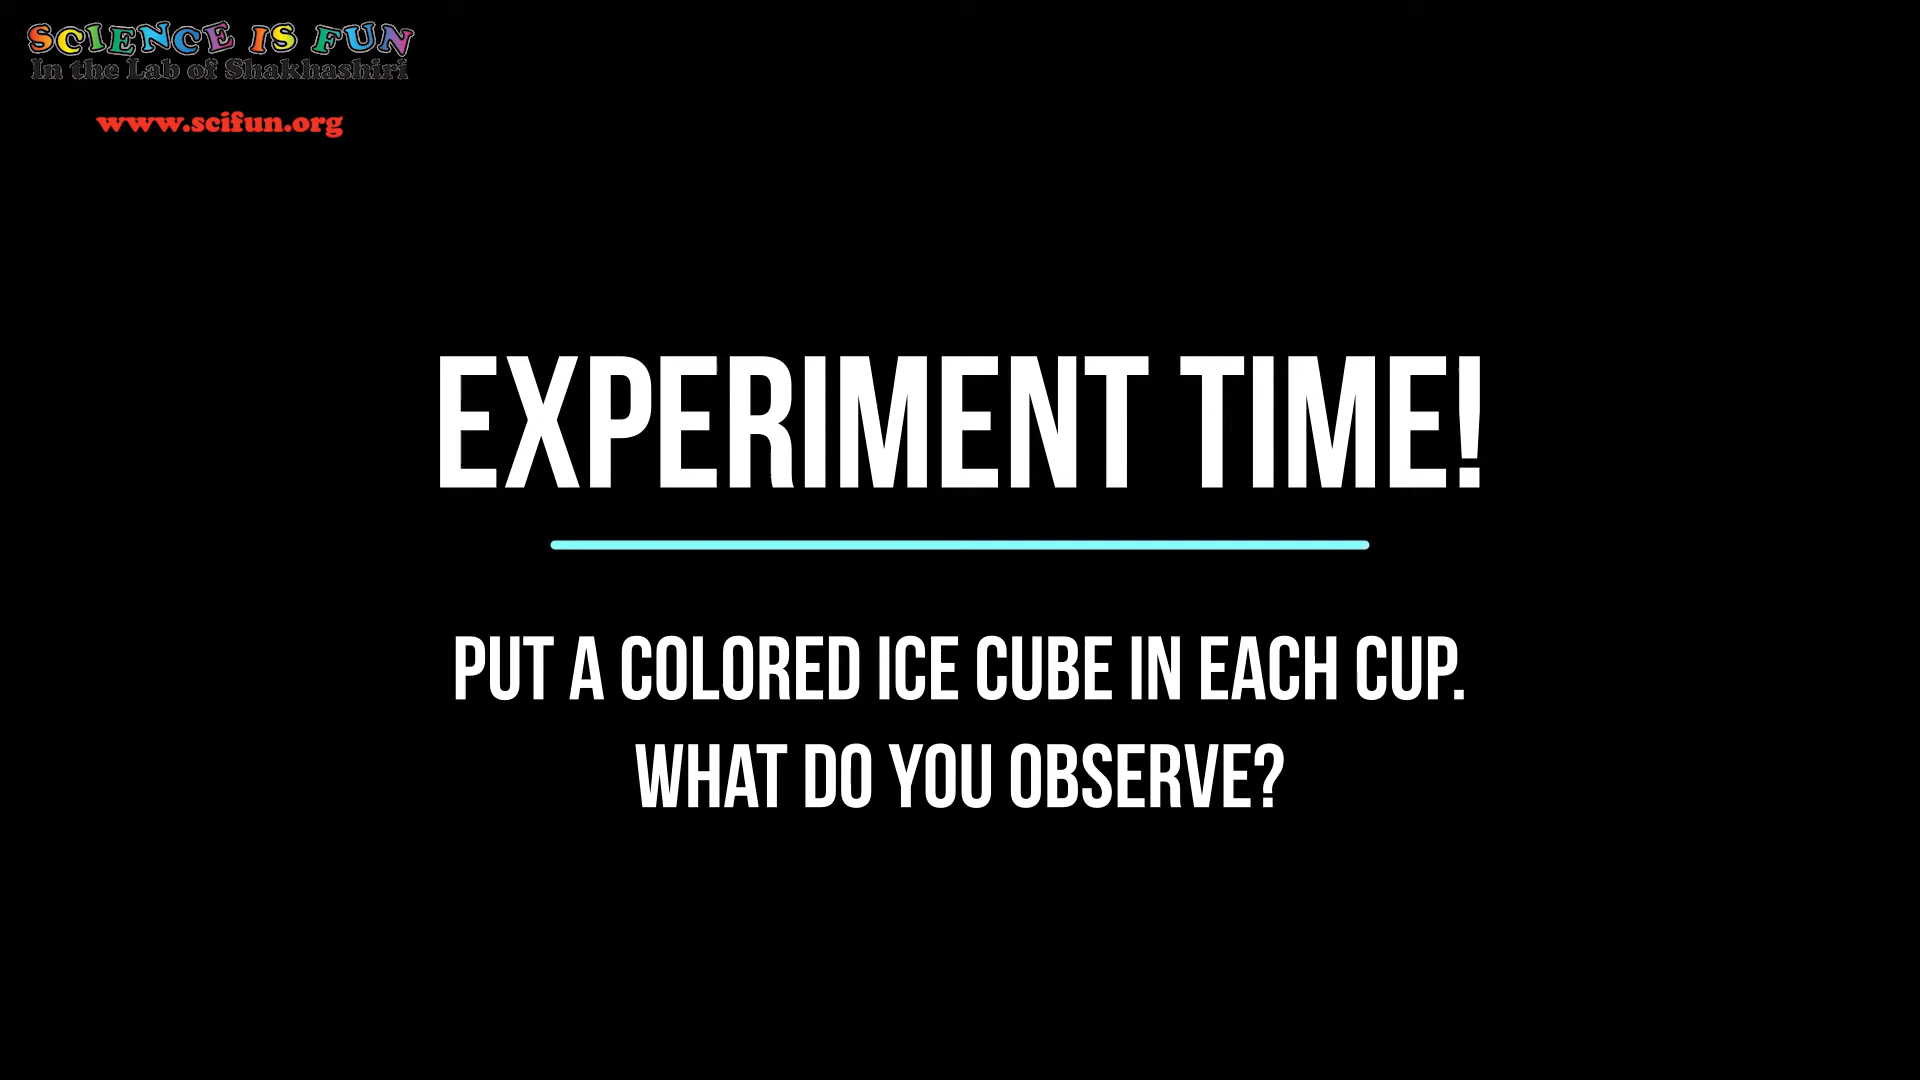 SCIENCE IS FUN
In the Lab of Shakhashiri
www.scifun.org
EXPERIMENT TIME!
PUT A COLORED ICE CUBE IN EACH CUP.
WHAT DO YOU OBSERVE?